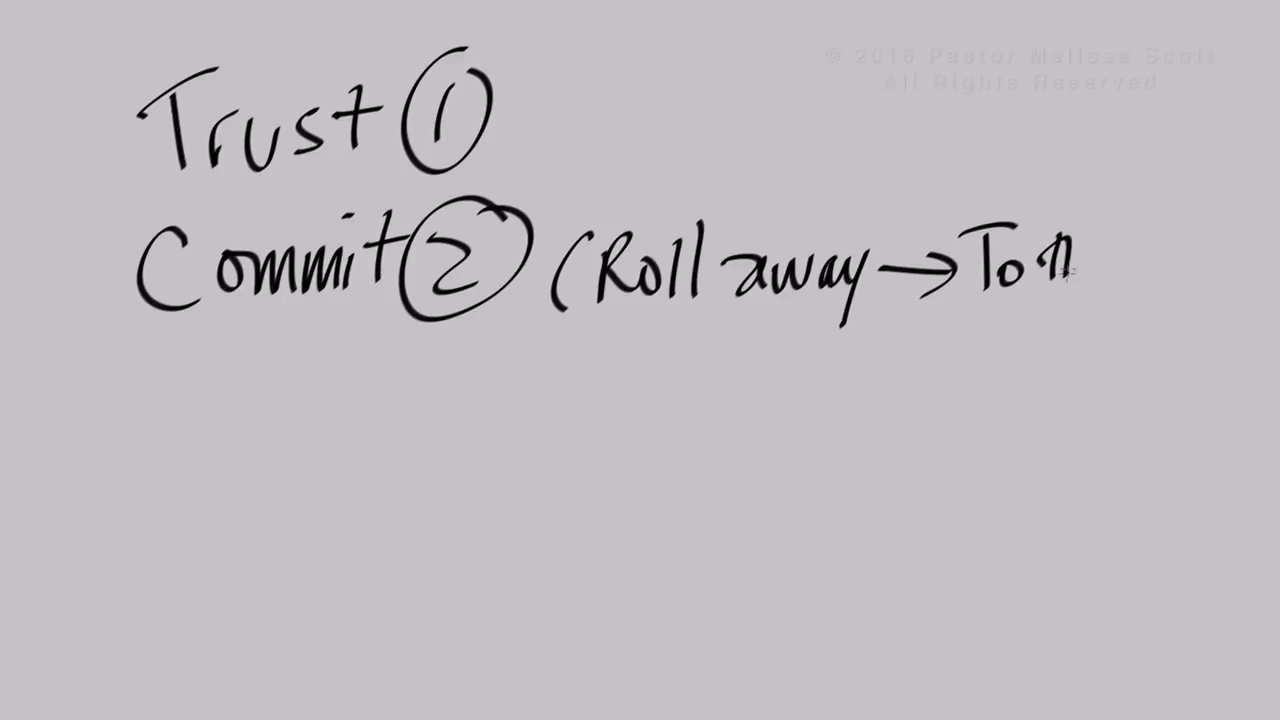 © 2016 Pastor Melissa Scott
All Rights Reserved
Trust ①
Commit ② (Roll away → To